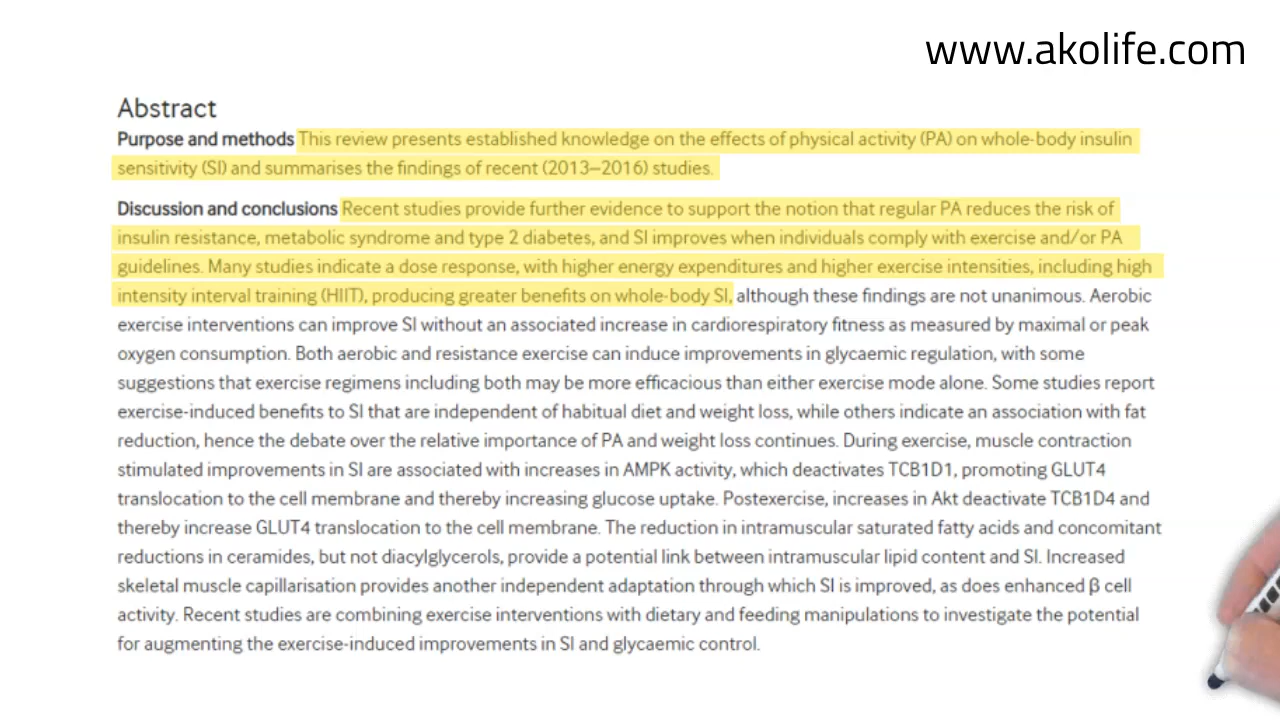 www.akolife.com
Abstract
Purpose and methods This review presents established knowledge on the effects of physical activity (PA) on whole-body insulin
sensitivity (SI) and summarises the findings of recent (2013–2016) studies.
Discussion and conclusions Recent studies provide further evidence to support the notion that regular PA reduces the risk of
insulin resistance, metabolic syndrome and type 2 diabetes, and SI improves when individuals comply with exercise and/or PA
guidelines. Many studies indicate a dose response, with higher energy expenditures and higher exercise intensities, including high
intensity interval training (HIIT), producing greater benefits on whole-body SI, although these findings are not unanimous. Aerobic
exercise interventions can improve SI without an associated increase in cardiorespiratory fitness as measured by maximal or peak
oxygen consumption. Both aerobic and resistance exercise can induce improvements in glycaemic regulation, with some
suggestions that exercise regimens including both may be more efficacious than either exercise mode alone. Some studies report
exercise-induced benefits to SI that are independent of habitual diet and weight loss, while others indicate an association with fat
reduction, hence the debate over the relative importance of PA and weight loss continues. During exercise, muscle contraction
stimulated improvements in SI are associated with increases in AMPK activity, which deactivates TCB1D1, promoting GLUT4
translocation to the cell membrane and thereby increasing glucose uptake. Postexercise, increases in Akt deactivate TCB1D4 and
thereby increase GLUT4 translocation to the cell membrane. The reduction in intramuscular saturated fatty acids and concomitant
reductions in ceramides, but not diacylglycerols, provide a potential link between intramuscular lipid content and SI. Increased
skeletal muscle capillarisation provides another independent adaptation through which SI is improved, as does enhanced β cell
activity. Recent studies are combining exercise interventions with dietary and feeding manipulations to investigate the potential
for augmenting the exercise-induced improvements in SI and glycaemic control.